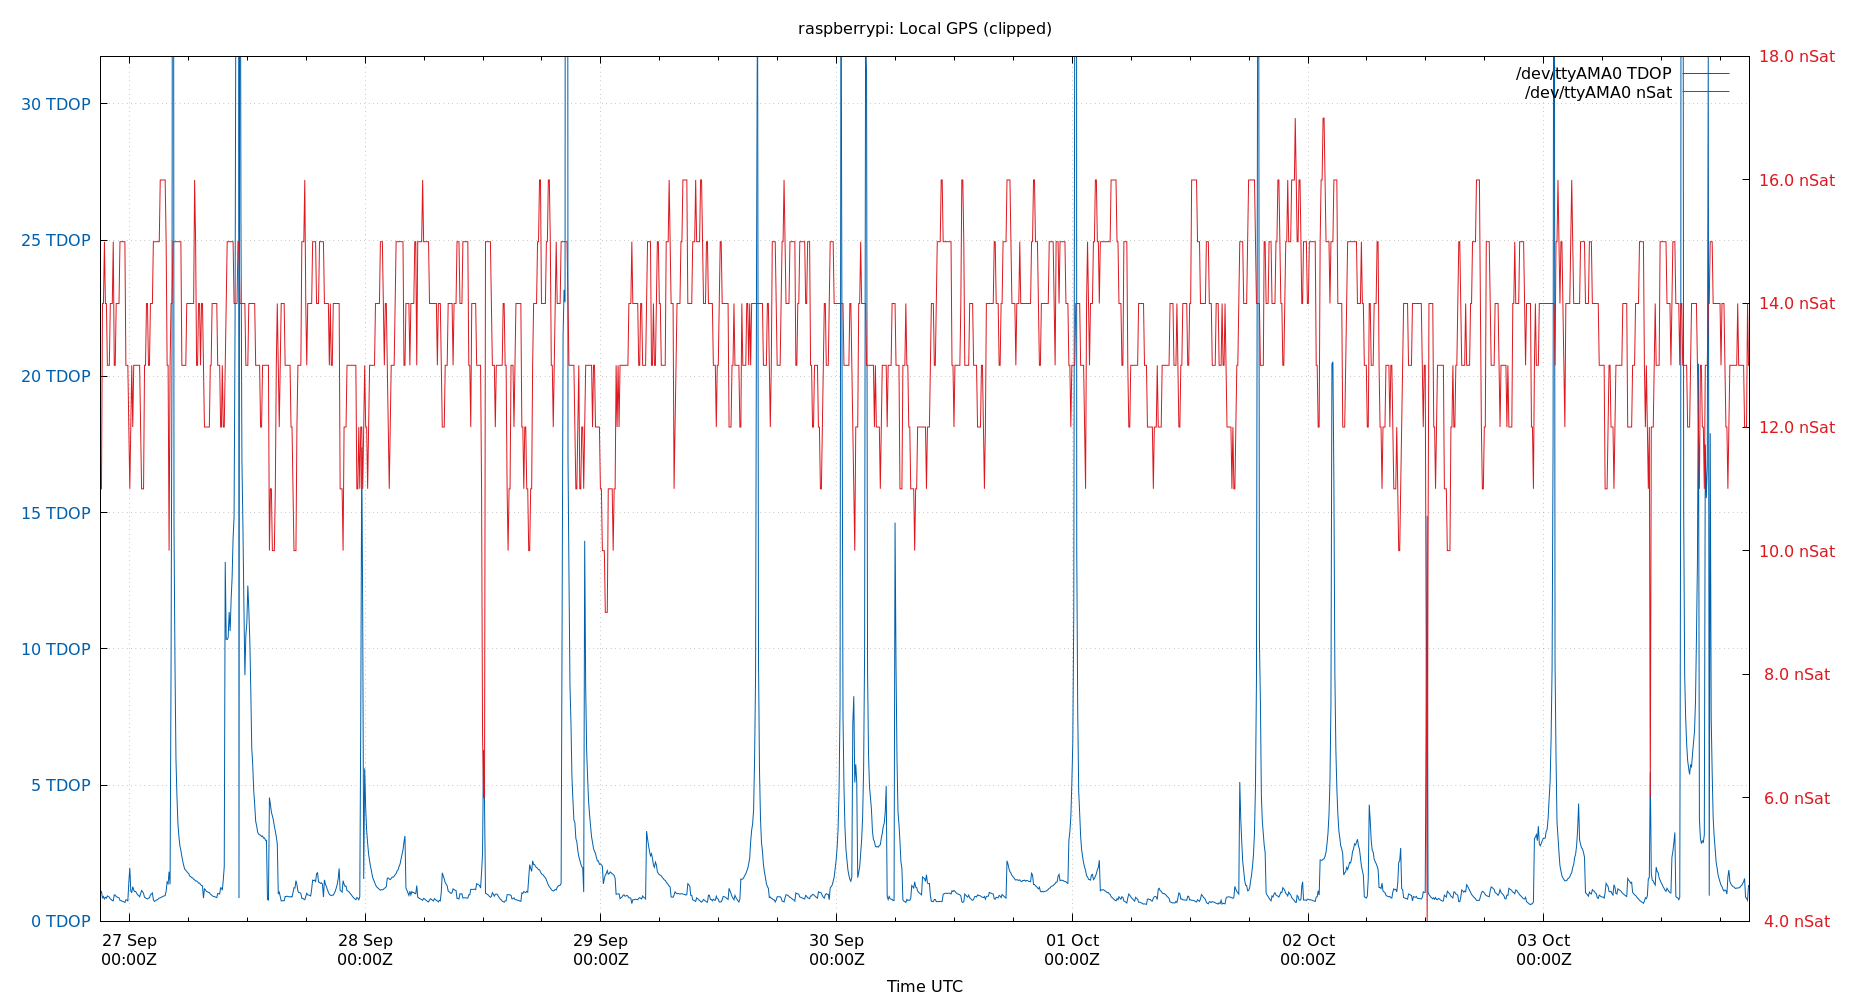 raspberrypi: Local GPS (clipped)
/dev/ttyAMA0 TDOP
/dev/ttyAMA0 nSat
30 TDOP
25 TDOP
20 TDOP
15 TDOP
10 TDOP
5 TDOP
0 TDOP
18.0 nSat
16.0 nSat
14.0 nSat
12.0 nSat
10.0 nSat
8.0 nSat
6.0 nSat
4.0 nSat
27 Sep
00:00Z
28 Sep
00:00Z
29 Sep
00:00Z
30 Sep
00:00Z
01 Oct
00:00Z
02 Oct
00:00Z
03 Oct
00:00Z
Time UTC